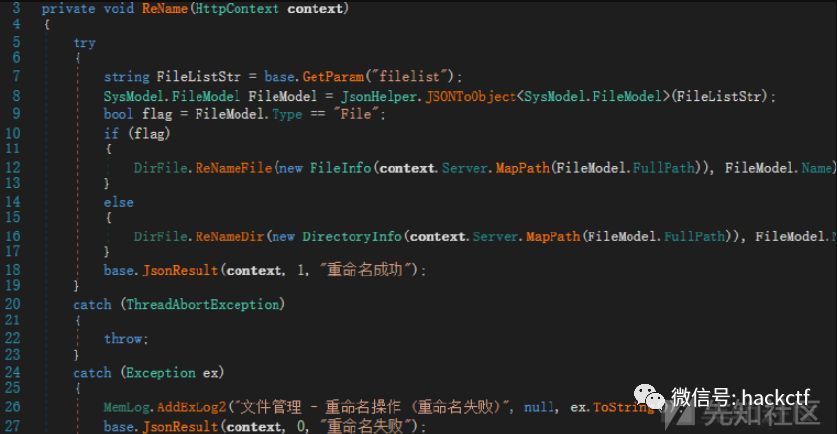 3 private void ReName(HttpContext context)
4 {
5 try
6 {
7 string FileListStr = base.GetParam("filelist");
8 SysModel.FileModel FileModel = JsonHelper.JSONToObject<SysModel.FileModel>(FileListStr);
9 bool flag = FileModel.Type == "File";
10 if (flag)
11 {
12 DirFile.ReNameFile(new FileInfo(context.Server.MapPath(FileModel.FullPath)), FileModel.Name)
13 }
14 else
15 {
16 DirFile.ReNameDir(new DirectoryInfo(context.Server.MapPath(FileModel.FullPath)), FileModel.
17 }
18 base.JsonResult(context, 1, "重命名成功");
19 }
20 catch (ThreadAbortException)
21 {
22 throw;
23 }
24 catch (Exception ex)
25 {
26 MemLog.AddExLog2("文件管理 - 重命名操作 (重命名失败)", null, ex.ToString());
27 base.JsonResult(context, 0, "重命名失败");
微信号: hackctf
先知社区